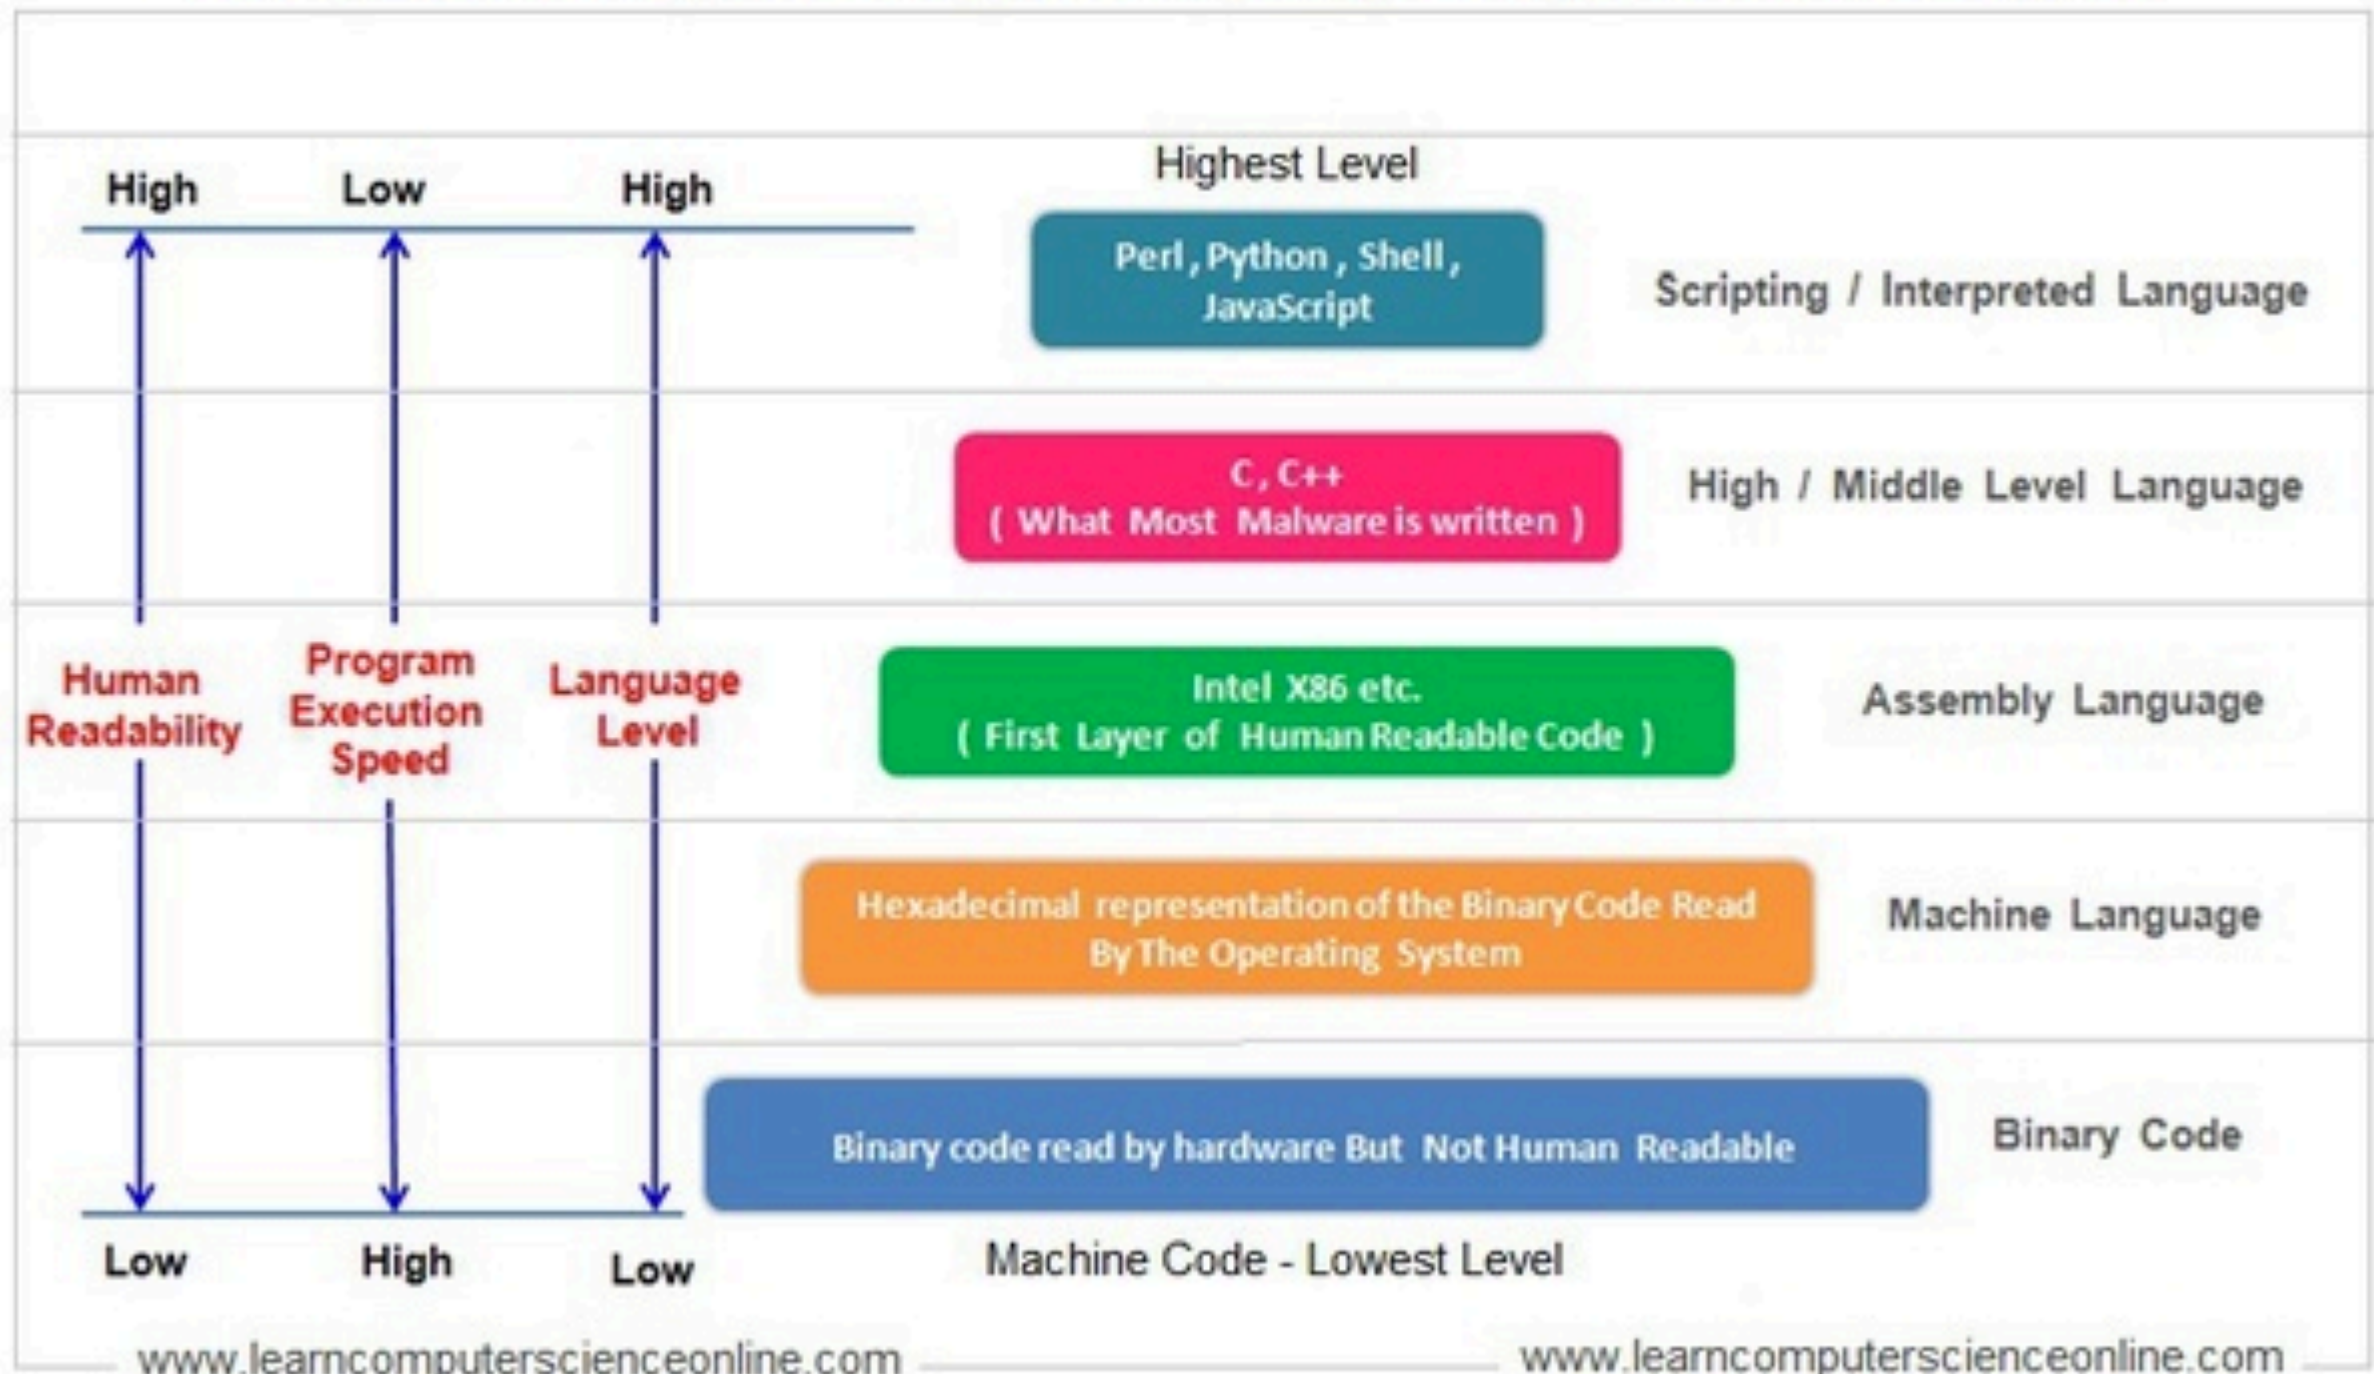 High Low High
Highest Level
Perl, Python, Shell,
JavaScript
Scripting / Interpreted Language
C, C++
( What Most Malware is written )
High / Middle Level Language
Human
Readability
Program
Execution
Speed
Language
Level
Intel X86 etc.
( First Layer of Human Readable Code )
Assembly Language
Hexadecimal representation of the Binary Code Read
By The Operating System
Machine Language
Binary code read by hardware But Not Human Readable
Binary Code
Low High Low
Machine Code - Lowest Level
www.learncomputerscienceonline.com
www.learncomputerscienceonline.com